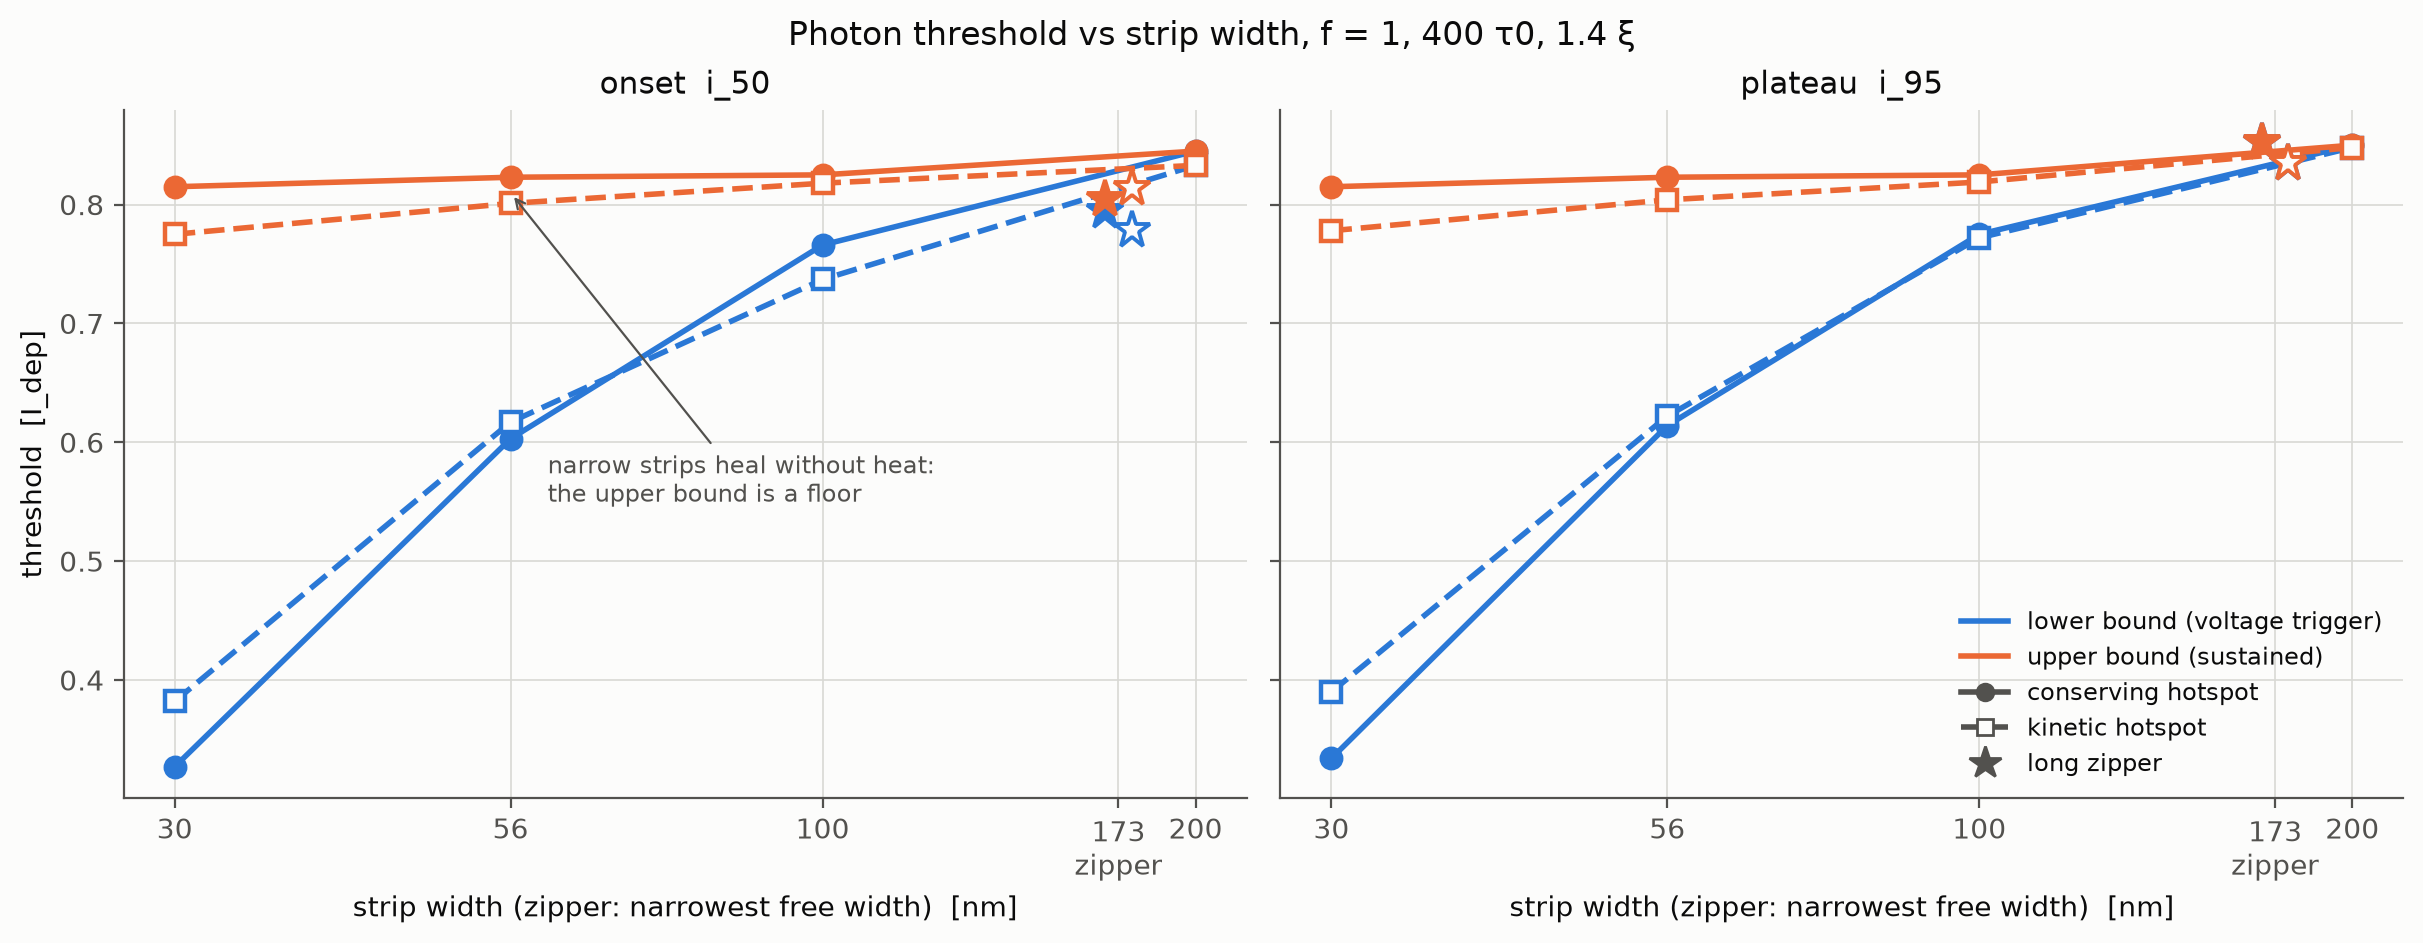 Photon threshold vs strip width, f = 1, 400 τ0, 1.4 ξ
onset  i_50
threshold  [I_dep]
0.8
0.7
0.6
0.5
0.4
narrow strips heal without heat:
the upper bound is a floor
30
56
100
173
zipper
200
strip width (zipper: narrowest free width)  [nm]
plateau  i_95
lower bound (voltage trigger)
upper bound (sustained)
conserving hotspot
kinetic hotspot
long zipper
30
56
100
173
zipper
200
strip width (zipper: narrowest free width)  [nm]